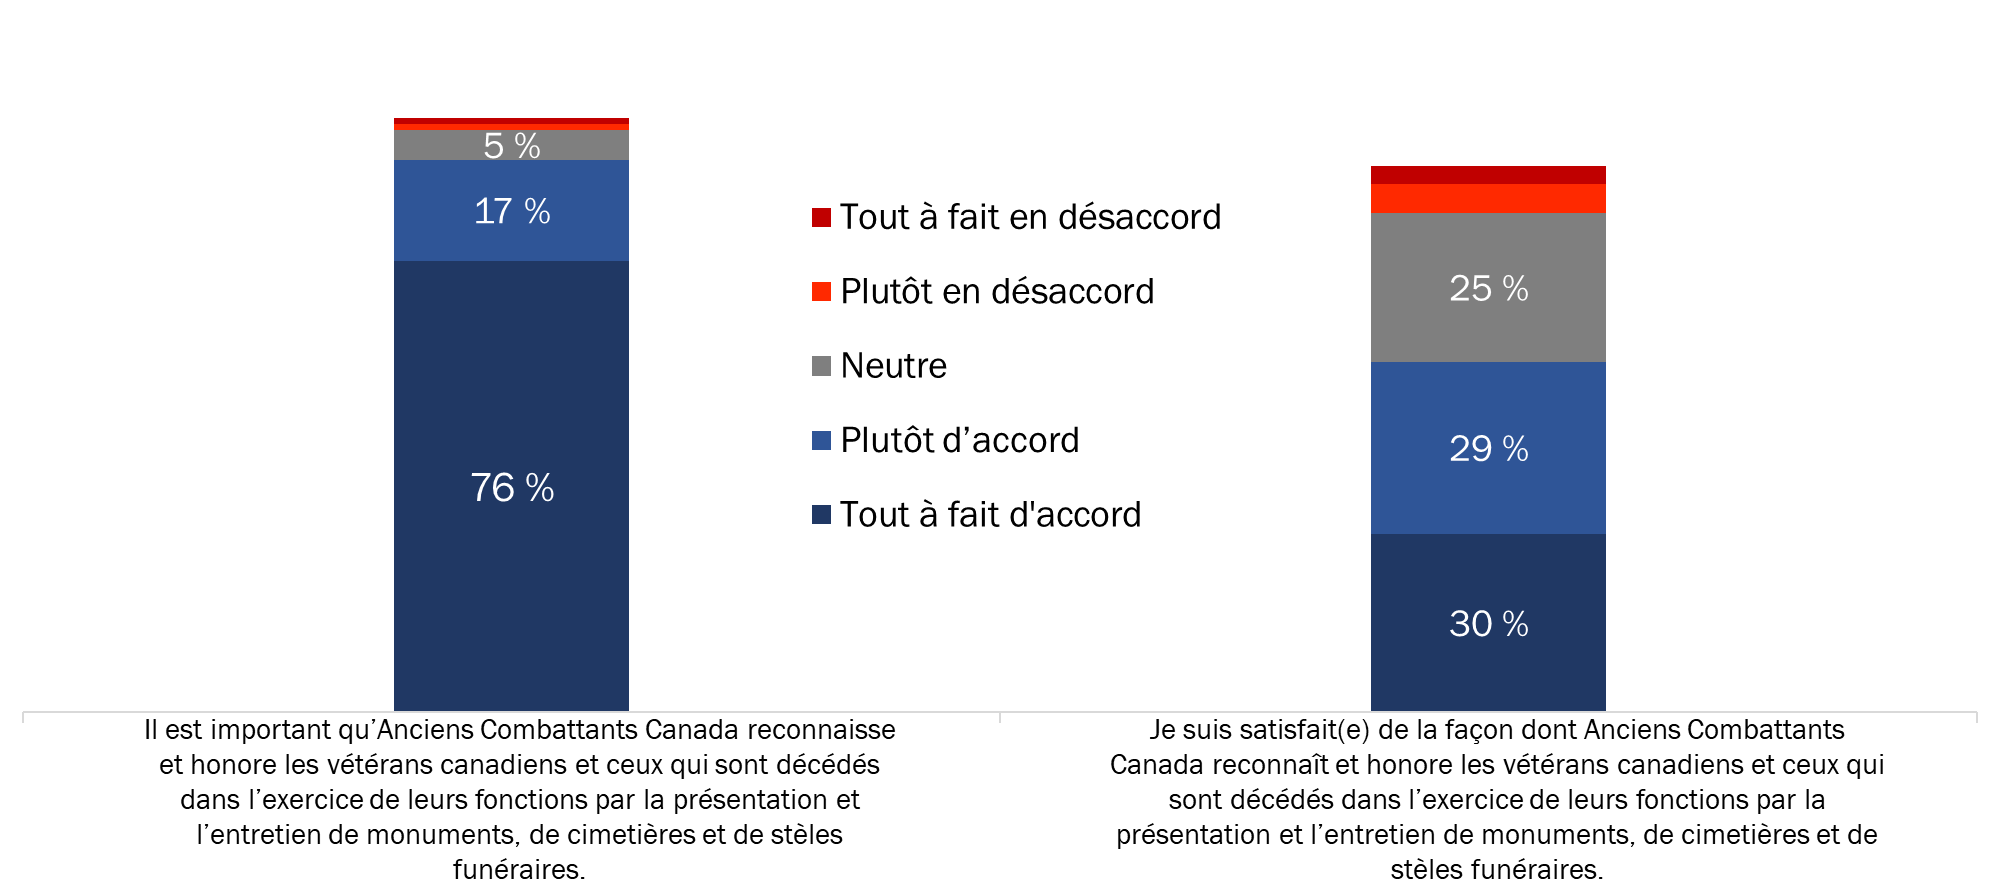 5 %
17 %
76 %
Tout à fait en désaccord
Plutôt en désaccord
Neutre
Plutôt d’accord
Tout à fait d'accord
25 %
29 %
30 %
Il est important qu’Anciens Combattants Canada reconnaisse
et honore les vétérans canadiens et ceux qui sont décédés
dans l’exercice de leurs fonctions par la présentation et
l’entretien de monuments, de cimetières et de stèles
funéraires.
Je suis satisfait(e) de la façon dont Anciens Combattants
Canada reconnaît et honore les vétérans canadiens et ceux qui
sont décédés dans l’exercice de leurs fonctions par la
présentation et l’entretien de monuments, de cimetières et de
stèles funéraires.